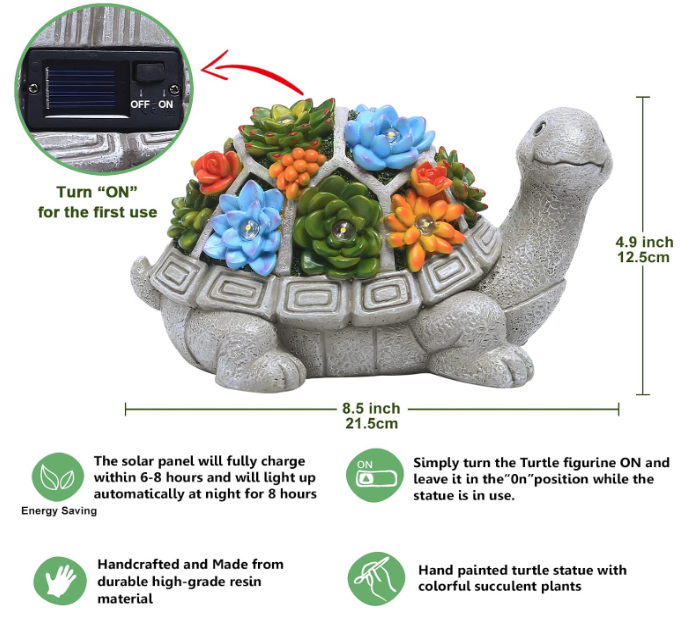 OFF ON
Turn “ON”
for the first use
4.9 inch
12.5cm
8.5 inch
21.5cm
The solar panel will fully charge
within 6-8 hours and will light up
automatically at night for 8 hours
Energy Saving
ON
Simply turn the Turtle figurine ON and
leave it in the“0n”position while the
statue is in use.
Handcrafted and Made from
durable high-grade resin
material
Hand painted turtle statue with
colorful succulent plants